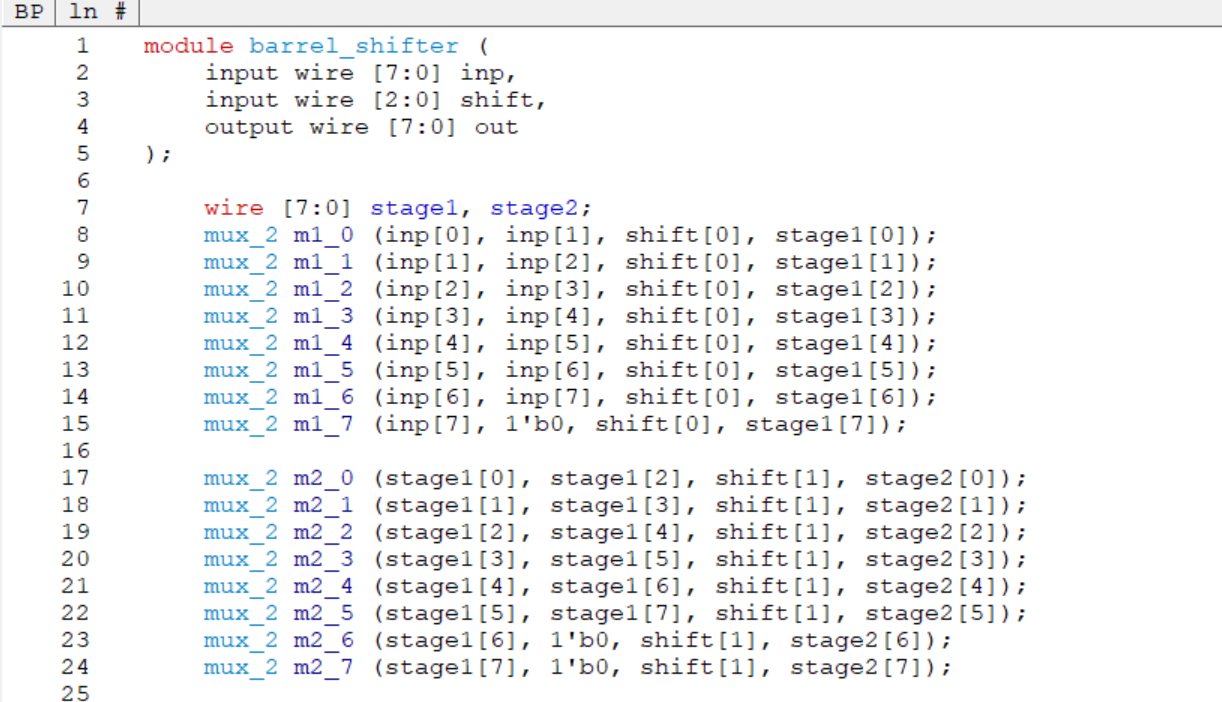 BP ln #
1 module barrel_shifter (
2 input wire [7:0] inp,
3 input wire [2:0] shift,
4 output wire [7:0] out
5 );
6
7 wire [7:0] stage1, stage2;
8 mux_2 m1_0 (inp[0], inp[1], shift[0], stage1[0]);
9 mux_2 m1_1 (inp[1], inp[2], shift[0], stage1[1]);
10 mux_2 m1_2 (inp[2], inp[3], shift[0], stage1[2]);
11 mux_2 m1_3 (inp[3], inp[4], shift[0], stage1[3]);
12 mux_2 m1_4 (inp[4], inp[5], shift[0], stage1[4]);
13 mux_2 m1_5 (inp[5], inp[6], shift[0], stage1[5]);
14 mux_2 m1_6 (inp[6], inp[7], shift[0], stage1[6]);
15 mux_2 m1_7 (inp[7], 1'b0, shift[0], stage1[7]);
16
17 mux_2 m2_0 (stage1[0], stage1[2], shift[1], stage2[0]);
18 mux_2 m2_1 (stage1[1], stage1[3], shift[1], stage2[1]);
19 mux_2 m2_2 (stage1[2], stage1[4], shift[1], stage2[2]);
20 mux_2 m2_3 (stage1[3], stage1[5], shift[1], stage2[3]);
21 mux_2 m2_4 (stage1[4], stage1[6], shift[1], stage2[4]);
22 mux_2 m2_5 (stage1[5], stage1[7], shift[1], stage2[5]);
23 mux_2 m2_6 (stage1[6], 1'b0, shift[1], stage2[6]);
24 mux_2 m2_7 (stage1[7], 1'b0, shift[1], stage2[7]);
25